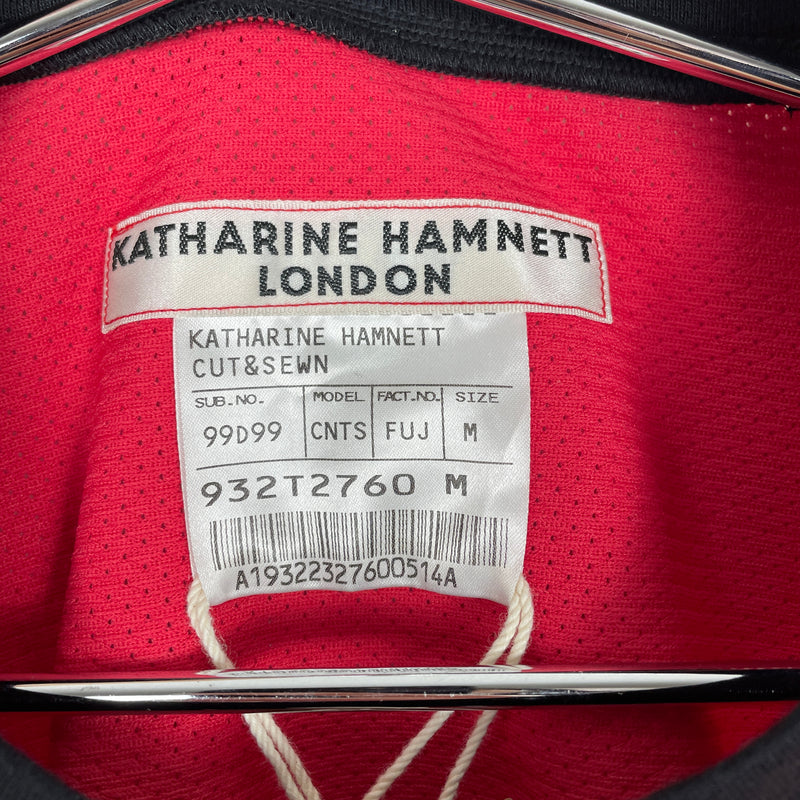 KATHARINE HAMNETT
LONDON
KATHARINE HAMNETT
CUT&SEWN
SUB.NO. MODEL FACT.NO. SIZE
99D99 CNTS FUJ M
932T2760 M
A19322327600514A